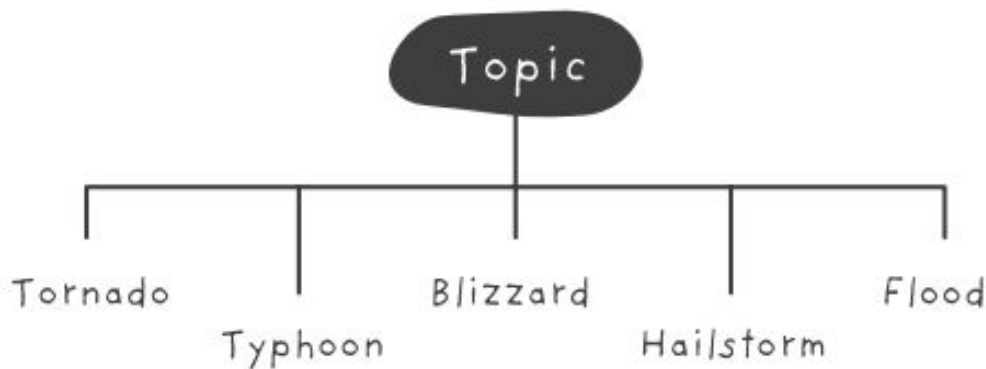 Topic
Tornado
Typhoon
Blizzard
Hailstorm
Flood